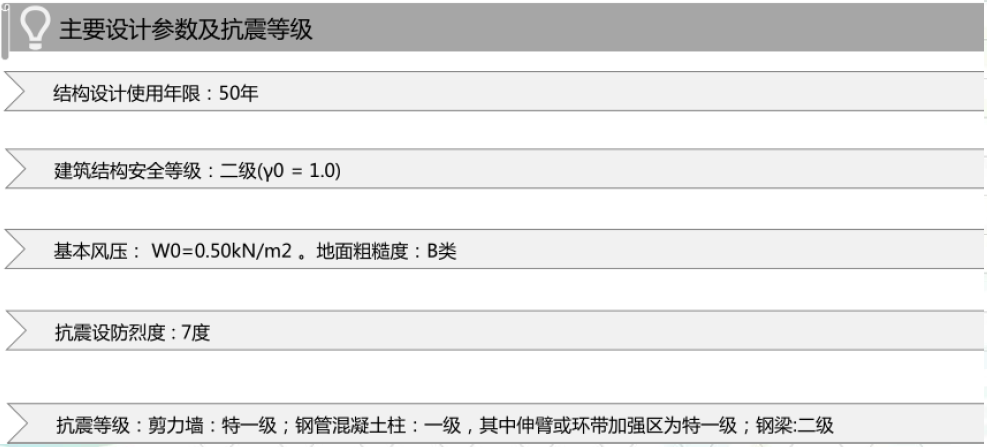 主要设计参数及抗震等级
结构设计使用年限：50年
建筑结构安全等级：二级(γ0 = 1.0)
基本风压： W0=0.50kN/m2 。地面粗糙度：B类
抗震设防烈度：7度
抗震等级：剪力墙：特一级；钢管混凝土柱：一级，其中伸臂或环带加强区为特一级；钢梁:二级